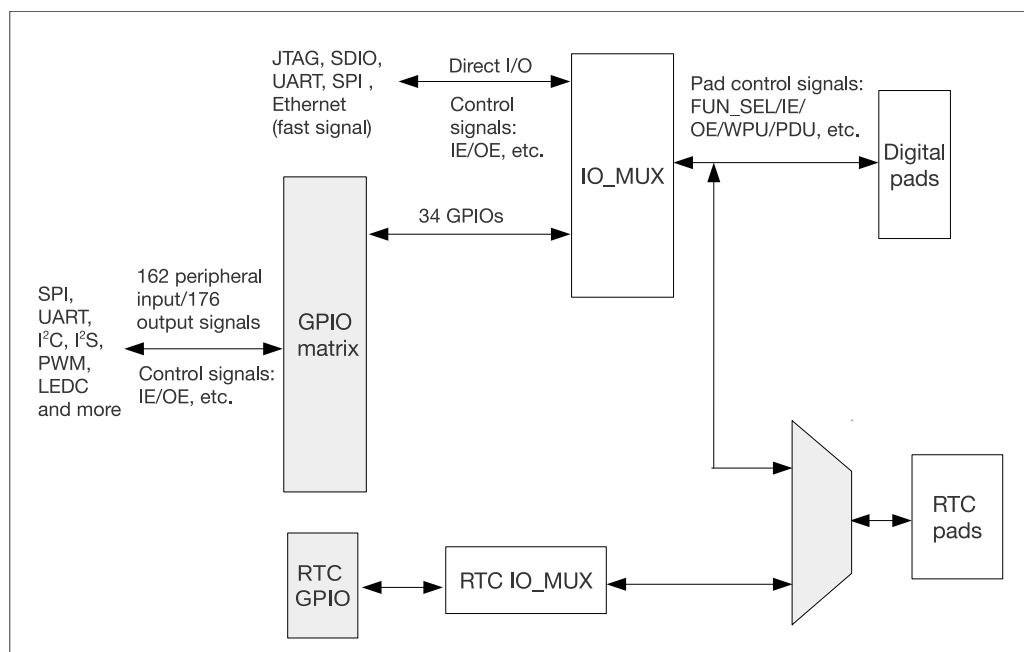 JTAG, SDIO,
UART, SPI ,
Ethernet
(fast signal)
Direct I/O
Control
signals:
IE/OE, etc.
IO_MUX
Pad control signals:
FUN_SEL/IE/
OE/WPU/PDU, etc.
Digital
pads
34 GPIOs
SPI,
UART,
I²C, I²S,
PWM,
LEDC
and more
162 peripheral
input/176
output signals
Control signals:
IE/OE, etc.
GPIO
matrix
RTC
GPIO
RTC IO_MUX
RTC
pads